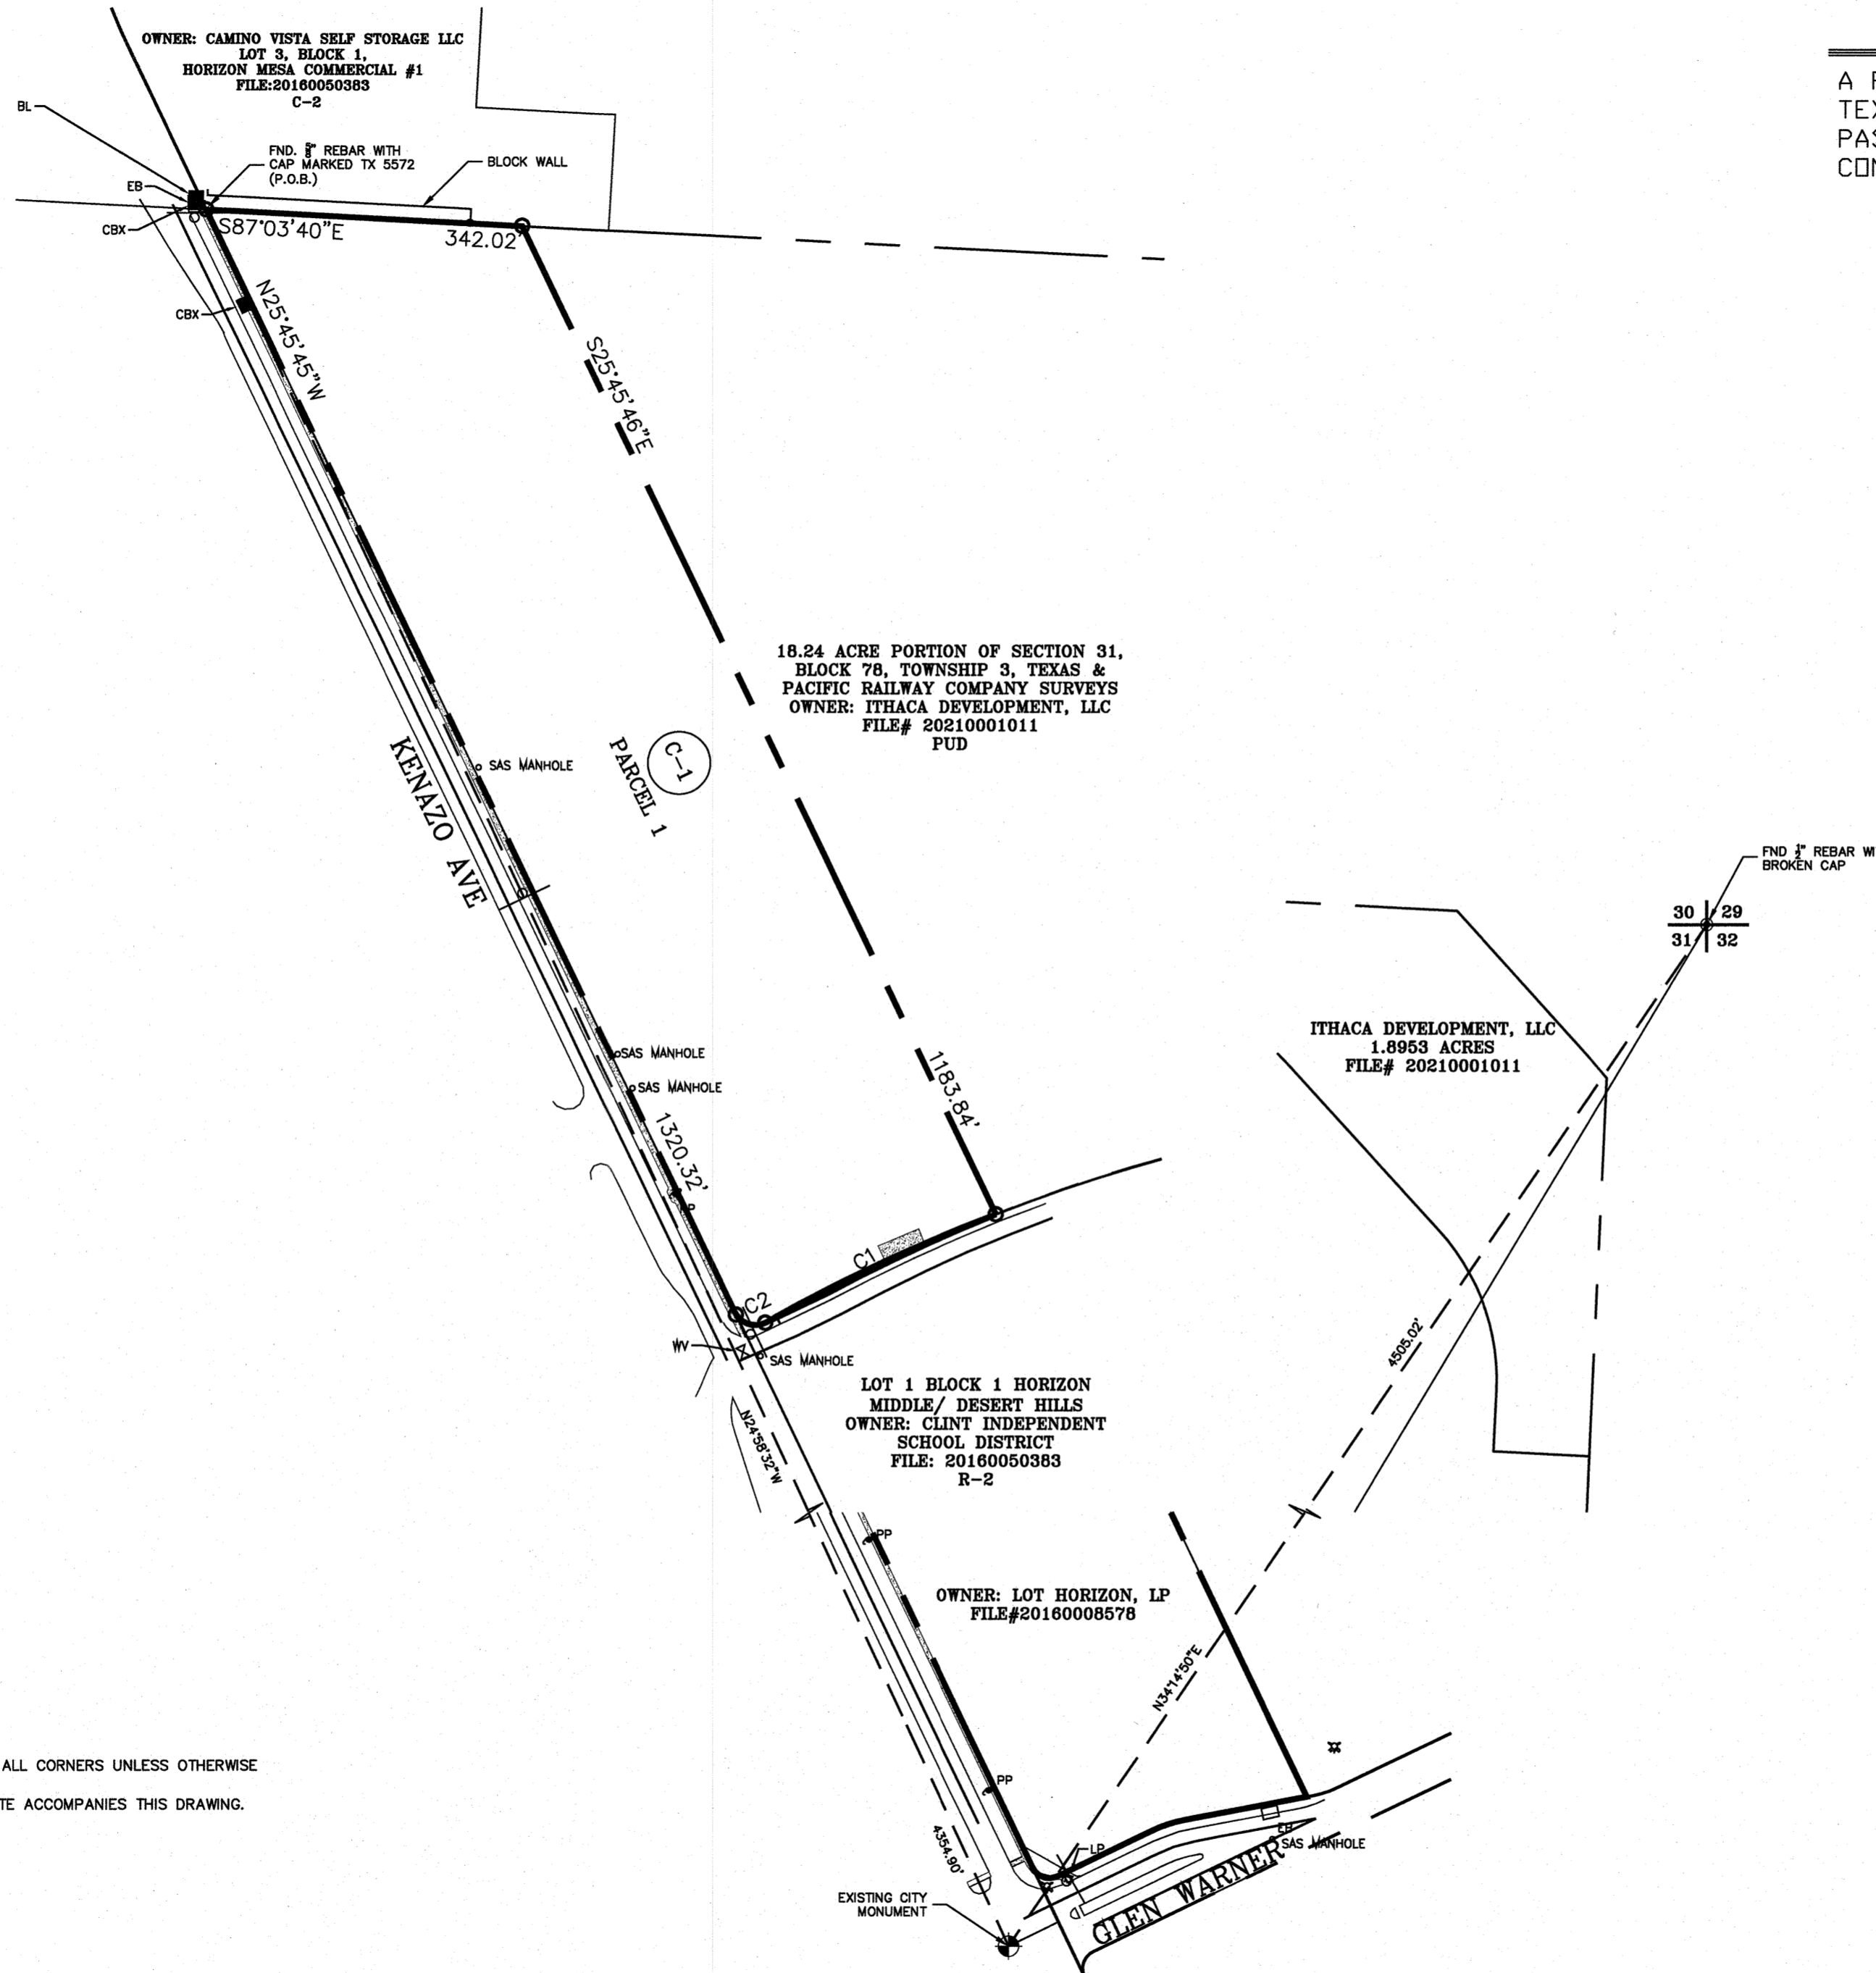 OWNER: CAMINO VISTA SELF STORAGE LLC
LOT 3, BLOCK 1,
HORIZON MESA COMMERCIAL #1
FILE:20160050383
C-2
A
TEX
PAS
CON
BL
FND. 5/8" REBAR WITH
CAP MARKED TX 5572
(P.O.B.)
BLOCK WALL
EB
CBX
S87°03'40"E
342.02'
CBX
N25°45'45"W
S25°45'46"E
18.24 ACRE PORTION OF SECTION 31,
BLOCK 78, TOWNSHIP 3, TEXAS &
PACIFIC RAILWAY COMPANY SURVEYS
OWNER: ITHACA DEVELOPMENT, LLC
FILE# 20210001011
PUD
C-1
PARCEL 1
KENAZO AVE
SAS MANHOLE
FND 1/2" REBAR WI
BROKEN CAP
30 29
31 32
ITHACA DEVELOPMENT, LLC
1.8953 ACRES
FILE# 20210001011
SAS MANHOLE
SAS MANHOLE
1183.84'
1320.32'
C1
C2
WV
SAS MANHOLE
4505.02'
LOT 1 BLOCK 1 HORIZON
MIDDLE/ DESERT HILLS
OWNER: CLINT INDEPENDENT
SCHOOL DISTRICT
FILE: 20160050383
R-2
N24°58'32"W
PP
OWNER: LOT HORIZON, LP
FILE#20160008578
N34°14'50"E
ALL CORNERS UNLESS OTHERWISE
TE ACCOMPANIES THIS DRAWING.
PP
4354.90'
LP
EB
SAS MANHOLE
GLEN WARNER
EXISTING CITY
MONUMENT